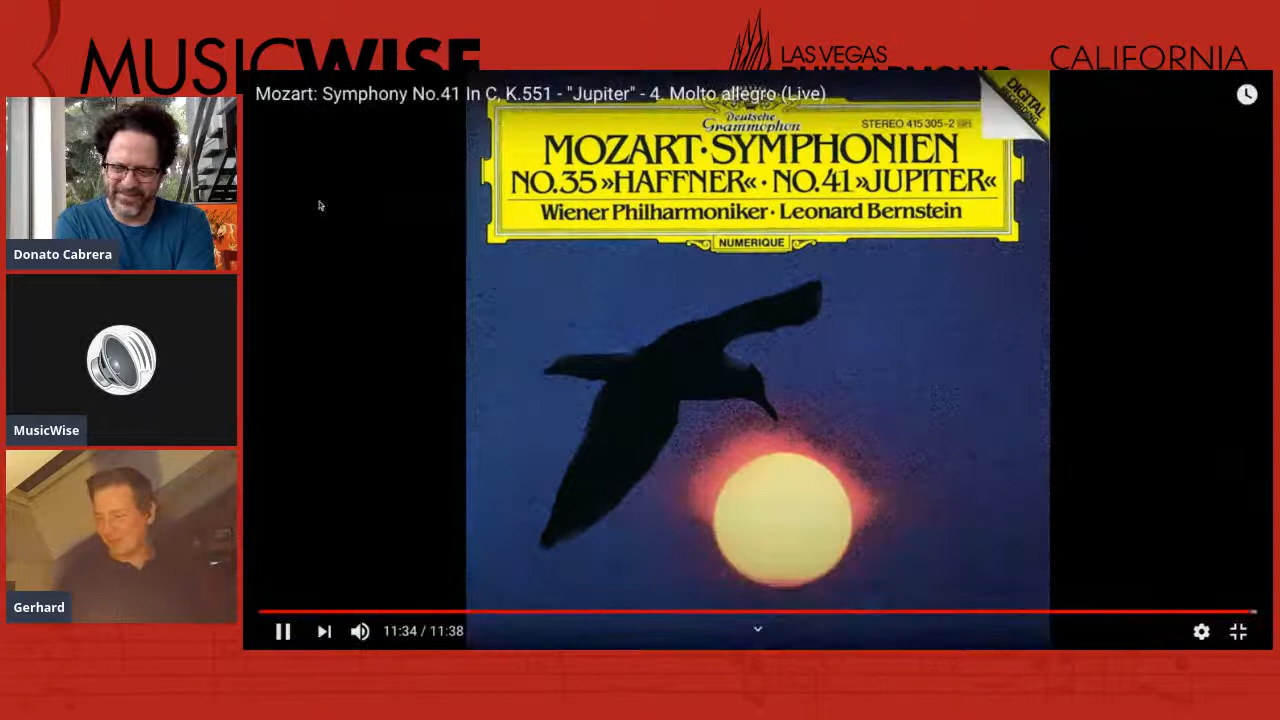 MUSICWISE
LAS VEGAS
PHILHARMONIC
CALIFORNIA
Mozart: Symphony No.41 In C, K.551 - "Jupiter" - 4. Molto allegro (Live)
DIGITAL
RECORDING
Deutsche
Grammophon
STEREO 415 305-2
MOZART·SYMPHONIEN
NO.35 »HAFFNER« · NO.41 »JUPITER«
Wiener Philharmoniker · Leonard Bernstein
NUMERIQUE
Donato Cabrera
MusicWise
Gerhard
11:34 / 11:38